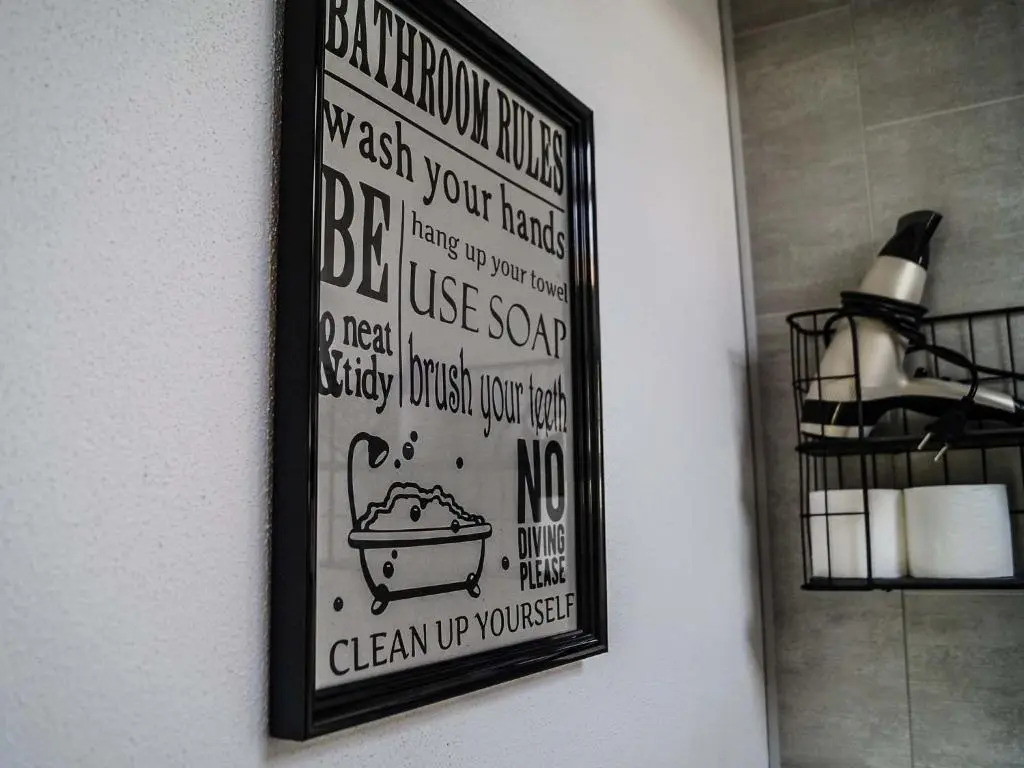 BATHROOM RULES
wash your hands
BE
& neat
tidy
hang up your towel
USE SOAP
brush your teeth
NO
DIVING
PLEASE
CLEAN UP YOURSELF